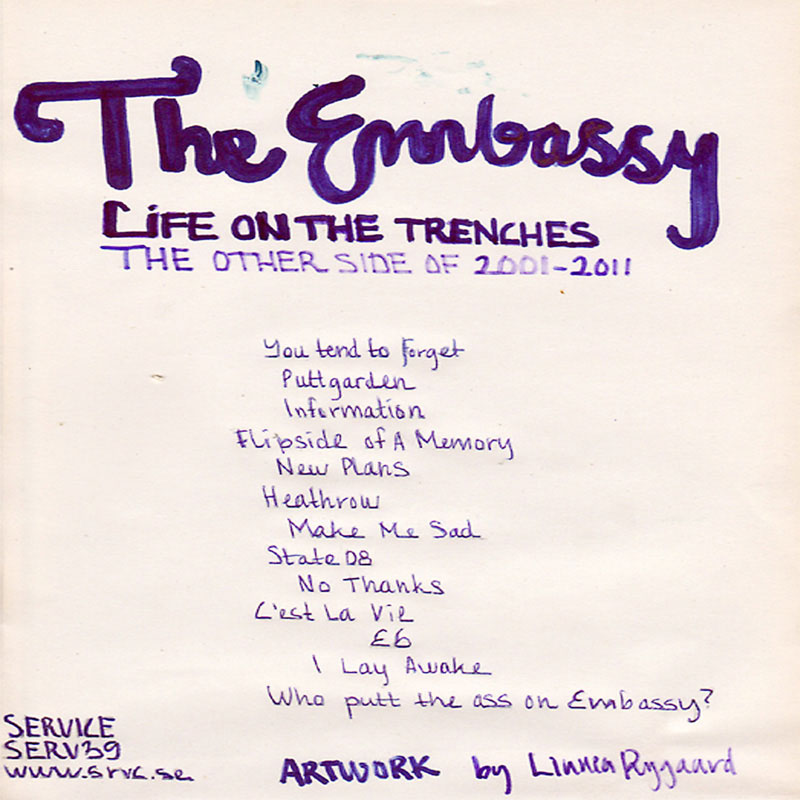 The Embassy
LiFE ON THE TRENCHES
THE OTHER SIDE OF 2001-2011
You tend to Forget
Puttgarden
Information
Flipside of A Memory
New Plans
Heathrow
Make Me Sad
State 08
No Thanks
C'est La Vie
£6
I Lay Awake
Who putt the ass on Embassy?
SERVICE
SERV39
www.srvc.se
ARTWORK by Linnea Rygaard